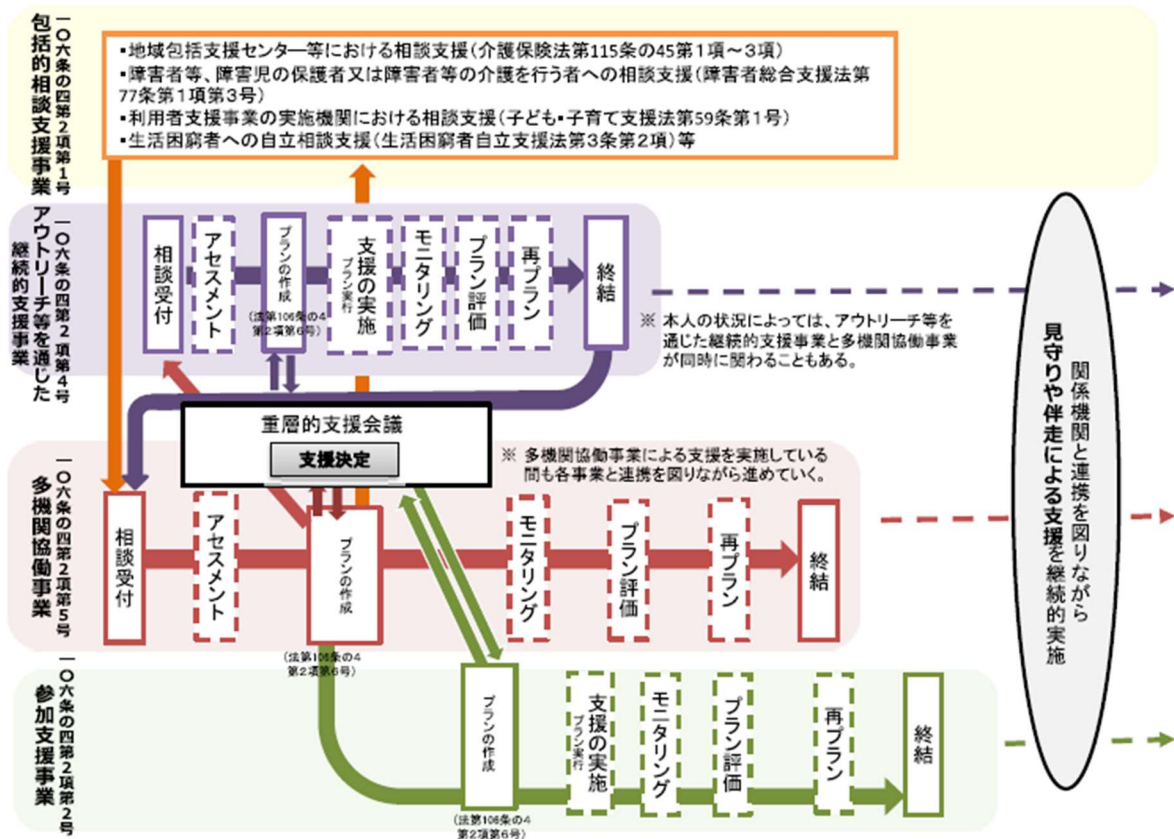 一〇六条の四第2項第1号
包括的相談支援事業
▪地域包括支援センター等における相談支援(介護保険法第115条の45第1項~3項)
▪障害者等、障害児の保護者又は障害者等の介護を行う者への相談支援(障害者総合支援法第
77条第1項第3号)
▪利用者支援事業の実施機関における相談支援(子ども・子育て支援法第59条第1号)
▪生活困窮者への自立相談支援(生活困窮者自立支援法第3条第2項)等
一〇六条の四第2項第4号
アウトリーチ等を通じた
継続的支援事業
相談受付
アセスメント
プランの作成
(法第106条の4
第2項第6号)
支援の実施
プラン実行
モニタリング
プラン評価
再プラン
終結
※ 本人の状況によっては、アウトリーチ等を
通じた継続的支援事業と多機関協働事業
が同時に関わることもある。
重層的支援会議
支援決定
※ 多機関協働事業による支援を実施している
間も各事業と連携を図りながら進めていく。
一〇六条の四第2項第5号
多機関協働事業
相談受付
アセスメント
プランの作成
(法第106条の4
第2項第6号)
モニタリング
プラン評価
再プラン
終結
一〇六条の四第2項第2号
参加支援事業
プランの作成
(法第106条の4
第2項第6号)
支援の実施
プラン実行
モニタリング
プラン評価
再プラン
終結
関係機関と連携を図りながら
見守りや伴走による支援を継続的実施